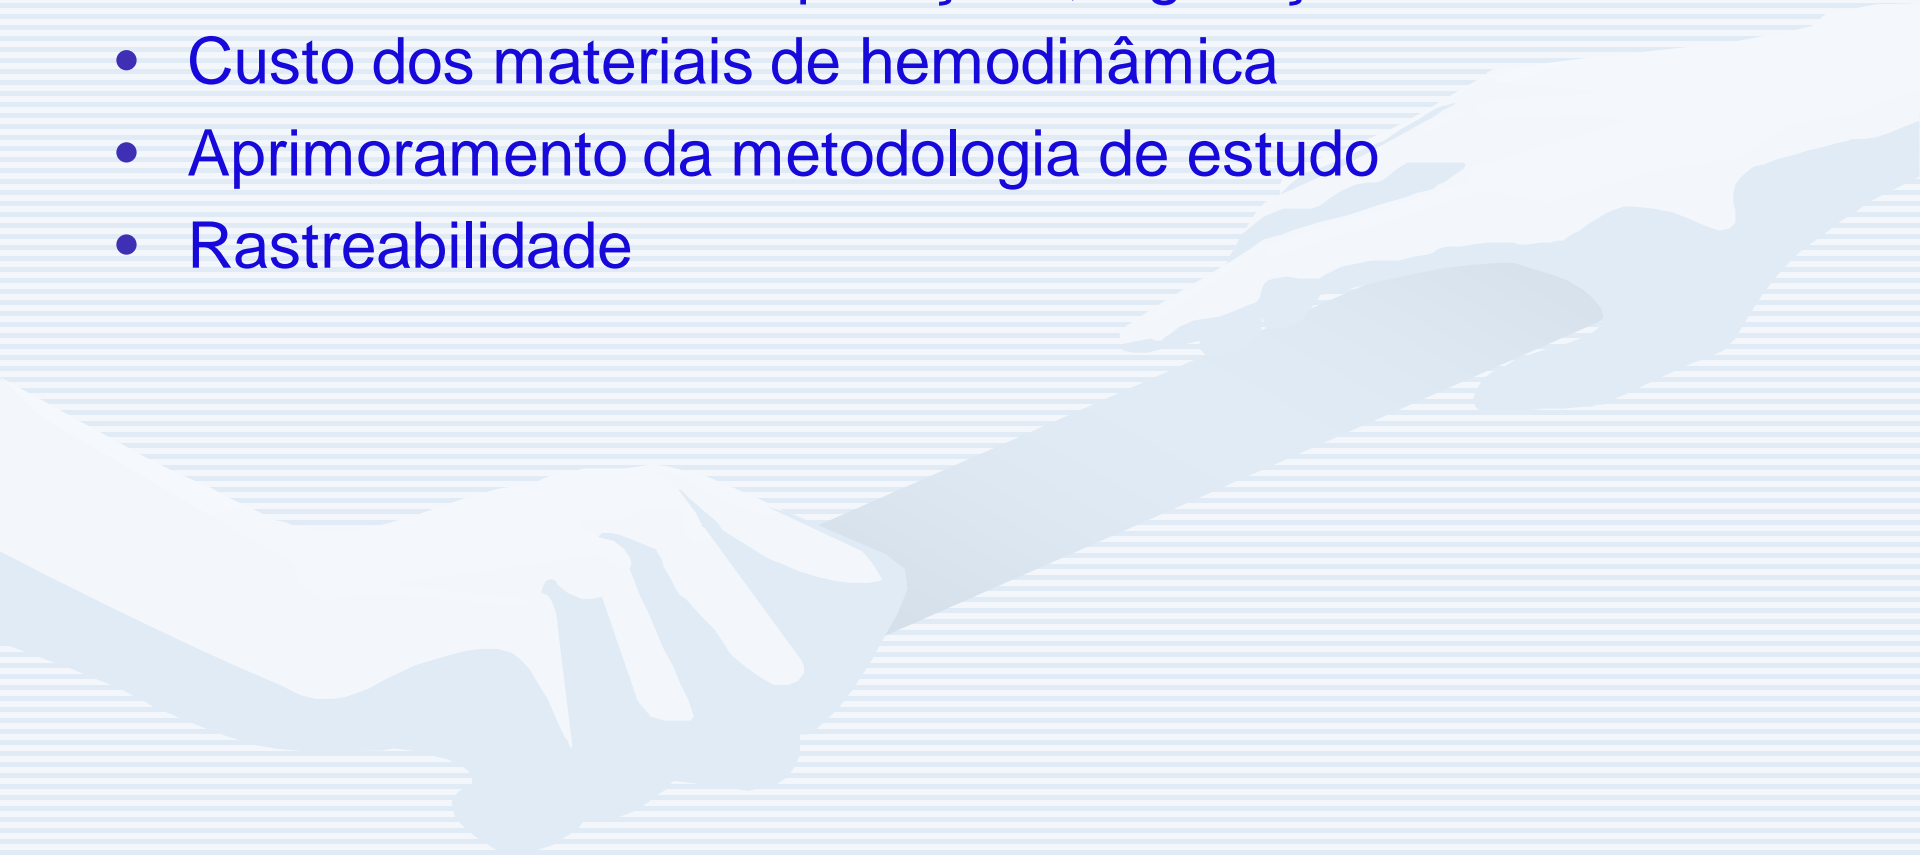 • Custo dos materiais de hemodinâmica
• Aprimoramento da metodologia de estudo
• Rastreabilidade